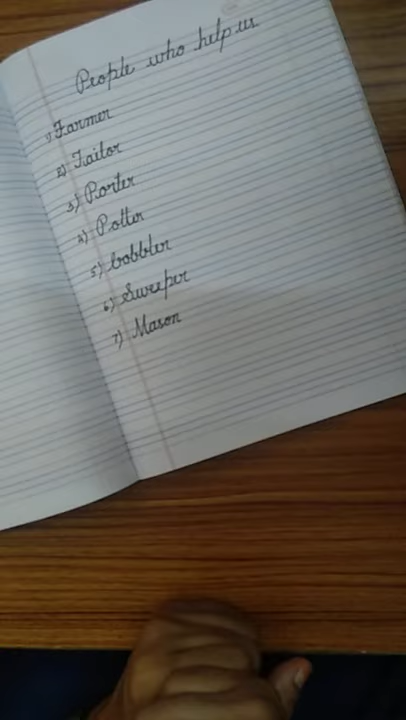 People who help us
1) Farmer
2) Tailor
3) Porter
4) Potter
5) Cobbler
6) Sweeper
7) Mason